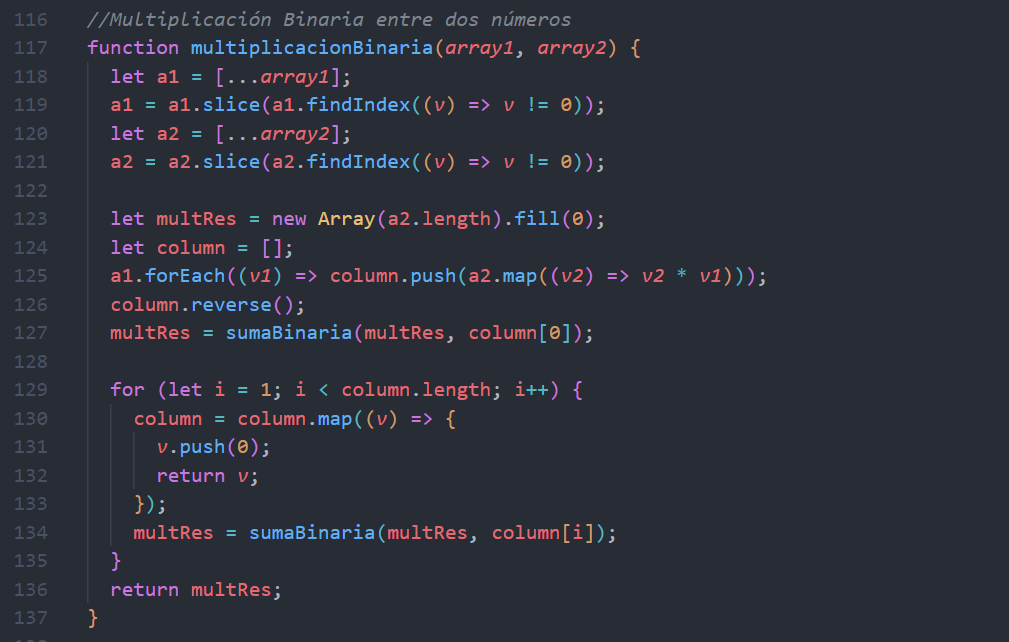 116 //Multiplicación Binaria entre dos números
117 function multiplicacionBinaria(array1, array2) {
118   let a1 = [...array1];
119   a1 = a1.slice(a1.findIndex((v) => v != 0));
120   let a2 = [...array2];
121   a2 = a2.slice(a2.findIndex((v) => v != 0));
122
123   let multRes = new Array(a2.length).fill(0);
124   let column = [];
125   a1.forEach((v1) => column.push(a2.map((v2) => v2 * v1)));
126   column.reverse();
127   multRes = sumaBinaria(multRes, column[0]);
128
129   for (let i = 1; i < column.length; i++) {
130     column = column.map((v) => {
131       v.push(0);
132       return v;
133     });
134     multRes = sumaBinaria(multRes, column[i]);
135   }
136   return multRes;
137 }